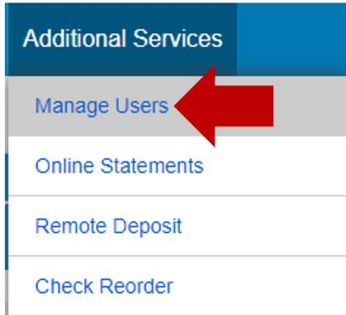 Additional Services
Manage Users
Online Statements
Remote Deposit
Check Reorder